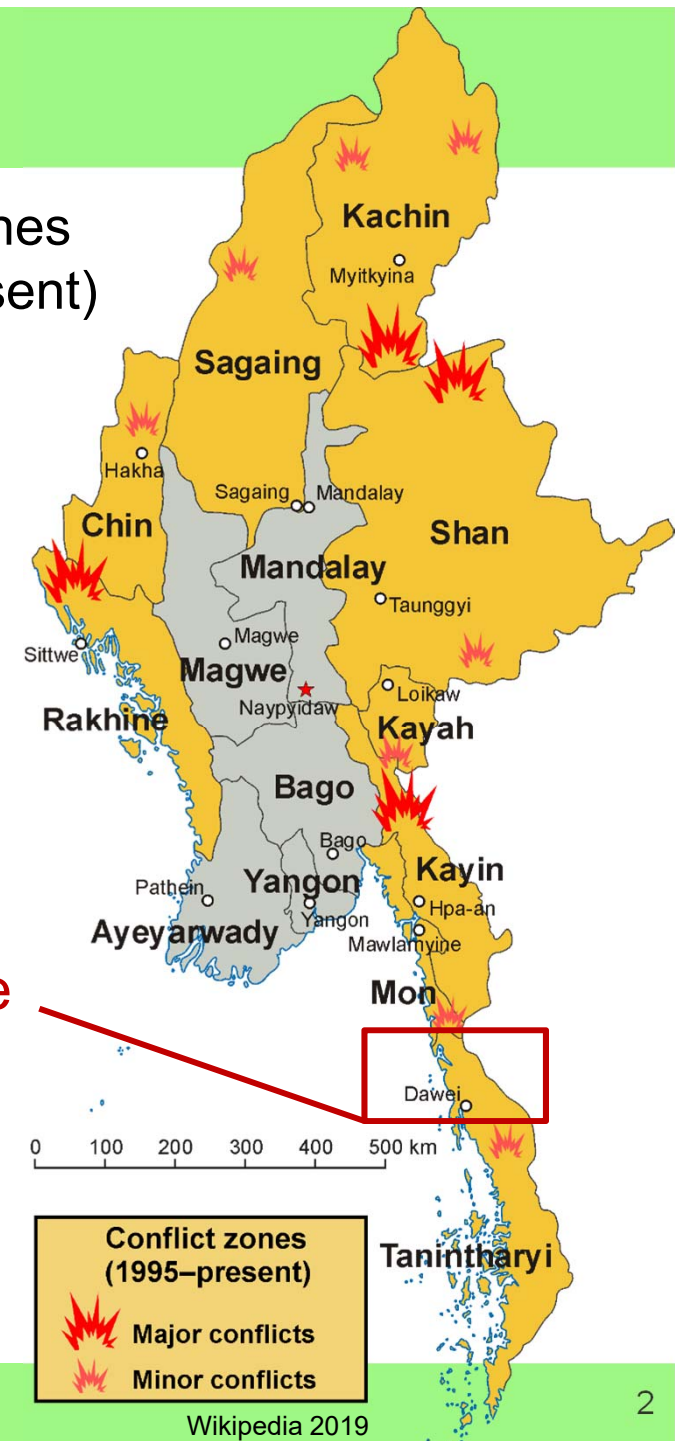 nes
sent)
Kachin
Myitkyina
Sagaing
Hakha
Sagaing
Mandalay
Chin
Shan
Mandalay
Taunggyi
Magwe
Sittwe
Magwe
Loikaw
Naypyidaw
Rakhine
Kayah
Bago
Bago
Kayin
Pathein
Yangon
Hpa-an
Yangon
Ayeyarwady
Mawlamyine
Mon
e
Dawei
0 100 200 300 400 500 km
Conflict zones
(1995–present)
Tanintharyi
Major conflicts
Minor conflicts
Wikipedia 2019
2